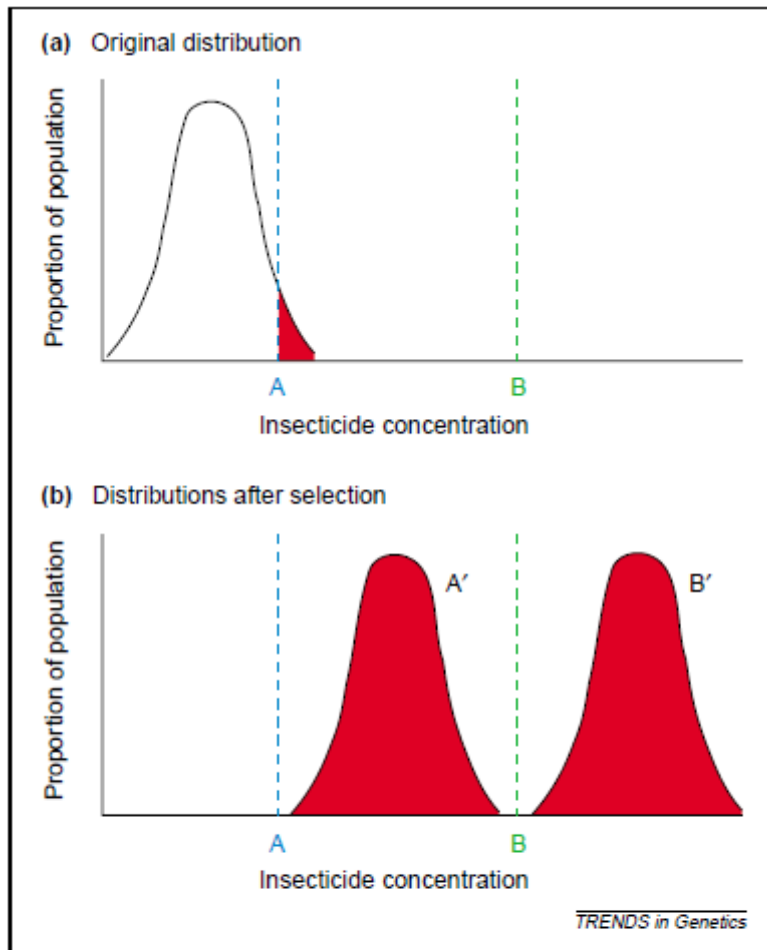 (a) Original distribution
Proportion of population
A
B
Insecticide concentration
(b) Distributions after selection
Proportion of population
A′
B′
A
B
Insecticide concentration
TRENDS in Genetics